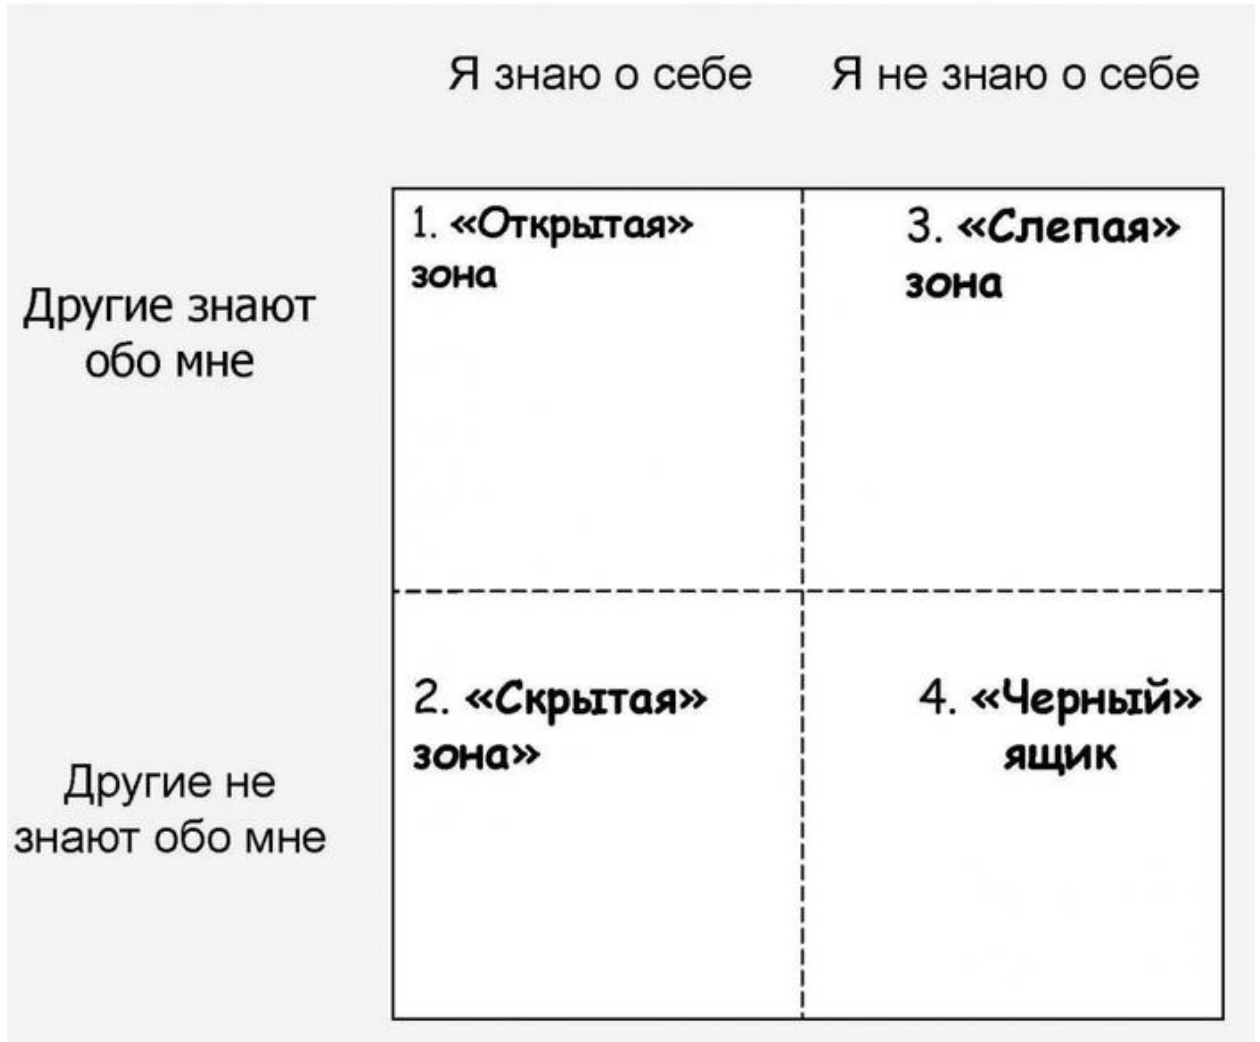 Я знаю о себе
Я не знаю о себе
Другие знают
обо мне
1. «Открытая»
зона
3. «Слепая»
зона
Другие не
знают обо мне
2. «Скрытая»
зона»
4. «Черный»
ящик